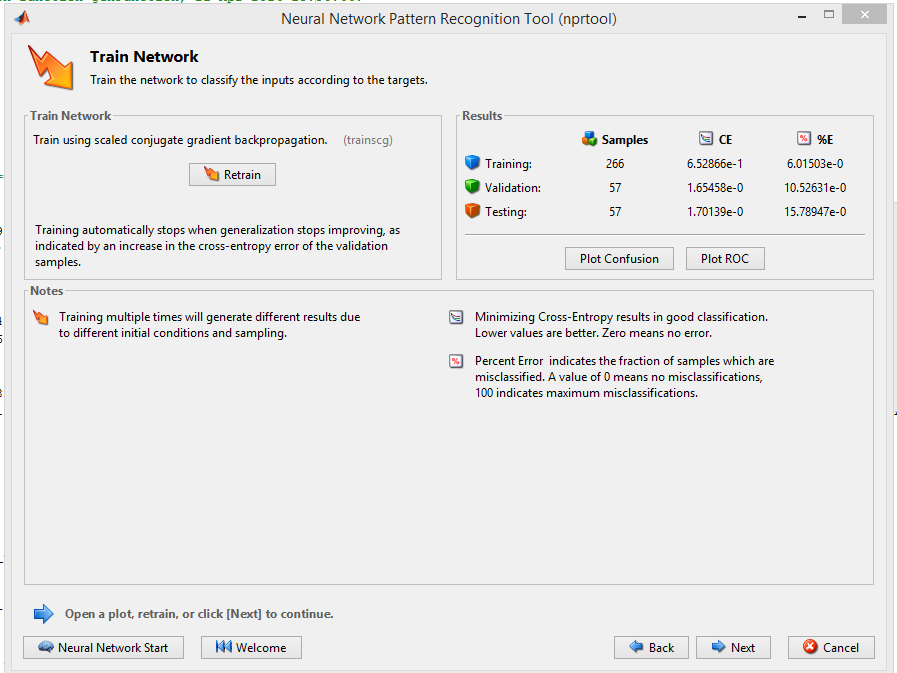 Neural Network Pattern Recognition Tool (nprtool)
Train Network
Train the network to classify the inputs according to the targets.
Train Network
Train using scaled conjugate gradient backpropagation. (trainscg)
Retrain
Training automatically stops when generalization stops improving, as
indicated by an increase in the cross-entropy error of the validation
samples.
Results
Samples CE %E
Training: 266 6.52866e-1 6.01503e-0
Validation: 57 1.65458e-0 10.52631e-0
Testing: 57 1.70139e-0 15.78947e-0
Plot Confusion Plot ROC
Notes
Training multiple times will generate different results due
to different initial conditions and sampling.
Minimizing Cross-Entropy results in good classification.
Lower values are better. Zero means no error.
% Percent Error indicates the fraction of samples which are
misclassified. A value of 0 means no misclassifications,
100 indicates maximum misclassifications.
Open a plot, retrain, or click [Next] to continue.
Neural Network Start Welcome Back Next Cancel